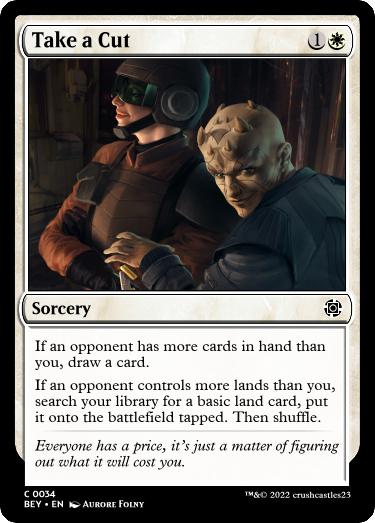 Take a Cut 1
Sorcery
If an opponent has more cards in hand than
you, draw a card.
If an opponent controls more lands than you,
search your library for a basic land card, put
it onto the battlefield tapped. Then shuffle.
Everyone has a price, it's just a matter of figuring
out what it will cost you.
C 0034
BEY • EN Aurore Folny ™&© 2022 crushcastles23